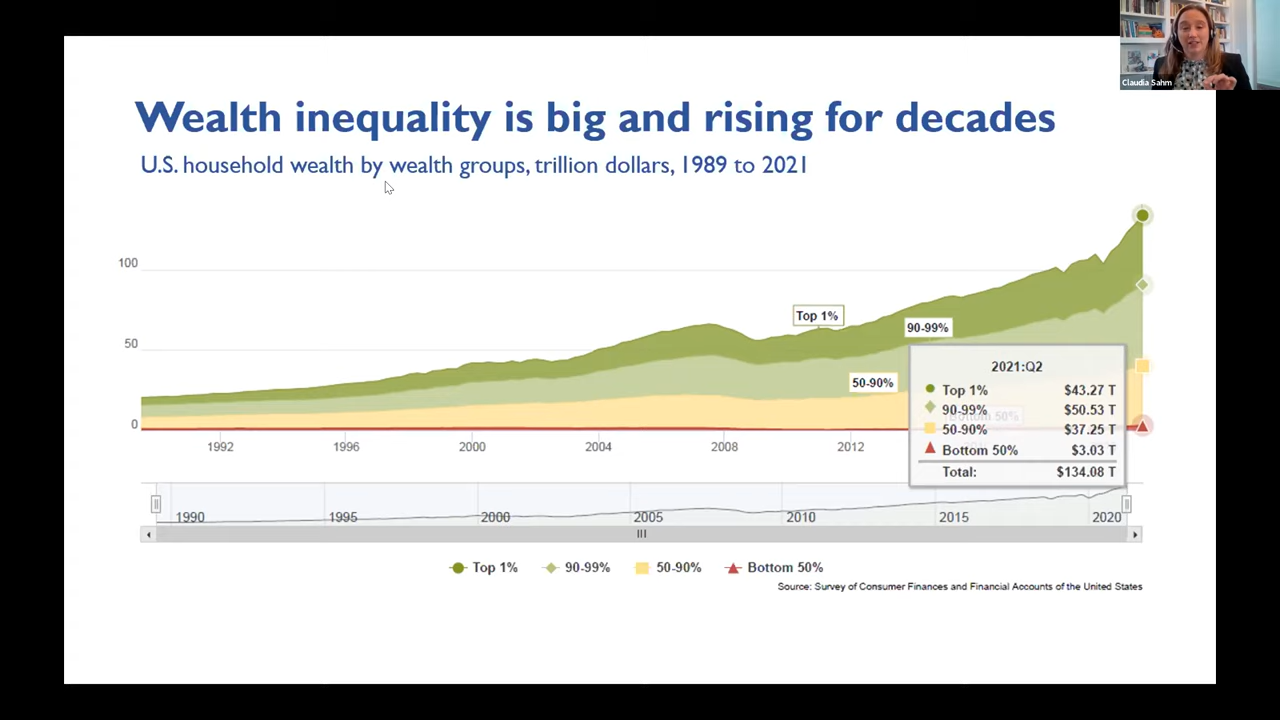 Claudia Sahm
Wealth inequality is big and rising for decades
U.S. household wealth by wealth groups, trillion dollars, 1989 to 2021
100
50
0
Top 1%
90-99%
50-90%
Bottom 50%
2021:Q2
Top 1% $43.27 T
90-99% $50.53 T
50-90% $37.25 T
Bottom 50% $3.03 T
Total: $134.08 T
1992 1996 2000 2004 2008 2012 2020
1990 1995 2000 2005 2010 2015 2020
Top 1% 90-99% 50-90% Bottom 50%
Source: Survey of Consumer Finances and Financial Accounts of the United States